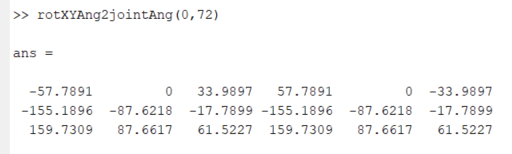 >> rotXYAng2jointAng(0,72)
ans =
-57.7891 0 33.9897 57.7891 0 -33.9897
-155.1896 -87.6218 -17.7899 -155.1896 -87.6218 -17.7899
159.7309 87.6617 61.5227 159.7309 87.6617 61.5227